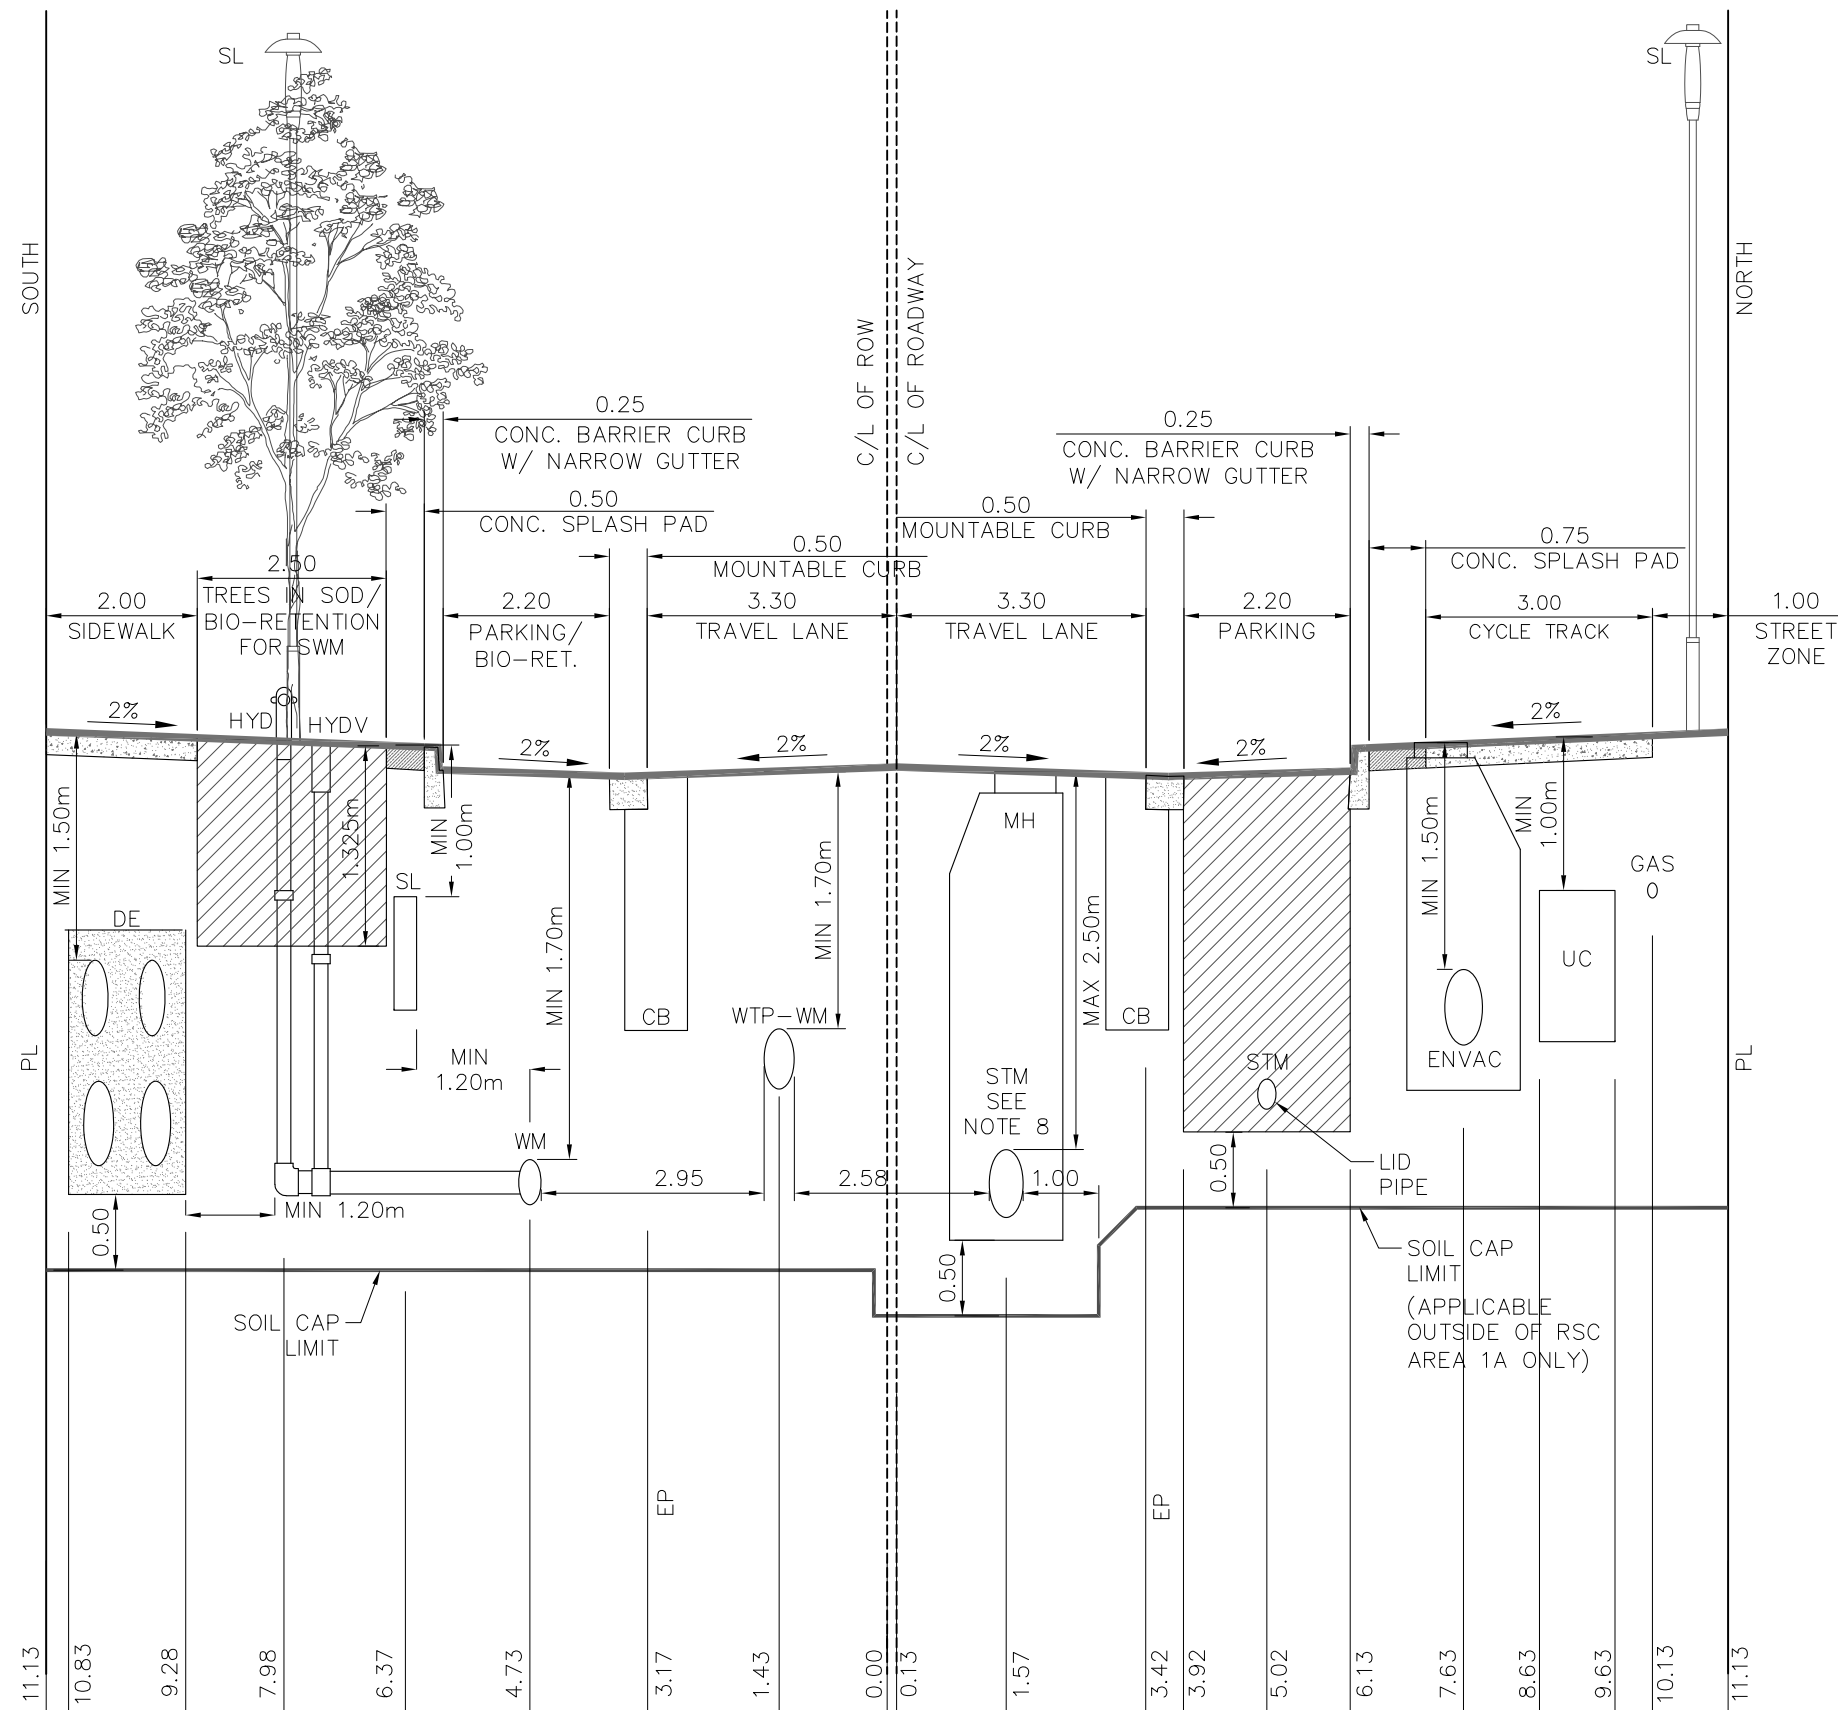 SL
SL
SOUTH
NORTH
C/L OF ROW
C/L OF ROADWAY
0.25
CONC. BARRIER CURB
W/ NARROW GUTTER
0.25
CONC. BARRIER CURB
W/ NARROW GUTTER
0.50
CONC. SPLASH PAD
0.50
MOUNTABLE CURB
0.50
MOUNTABLE CURB
0.75
CONC. SPLASH PAD
2.50
TREES IN SOD/
BIO-RETENTION
FOR SWM
2.00
SIDEWALK
2.20
PARKING/
BIO-RET.
3.30
TRAVEL LANE
3.30
TRAVEL LANE
2.20
PARKING
3.00
CYCLE TRACK
1.00
STREET
ZONE
2%
HYD
HYDV
2%
2%
2%
2%
2%
MIN 1.50m
1.325m
MIN
1.00m
SL
DE
MIN 1.70m
CB
MIN 1.70m
WTP-WM
MH
MAX 2.50m
CB
MIN 1.50m
MIN
1.00m
GAS
UC
ENVAC
STM
PL
PL
MIN
1.20m
WM
STM
SEE
NOTE 8
2.95
2.58
1.00
0.50
LID
PIPE
MIN 1.20m
0.50
0.50
SOIL CAP
LIMIT
SOIL CAP
LIMIT
(APPLICABLE
OUTSIDE OF RSC
AREA 1A ONLY)
EP
EP
11.13
10.83
9.28
7.98
6.37
4.73
3.17
1.43
0.00
0.13
1.57
3.42
3.92
5.02
6.13
7.63
8.63
9.63
10.13
11.13